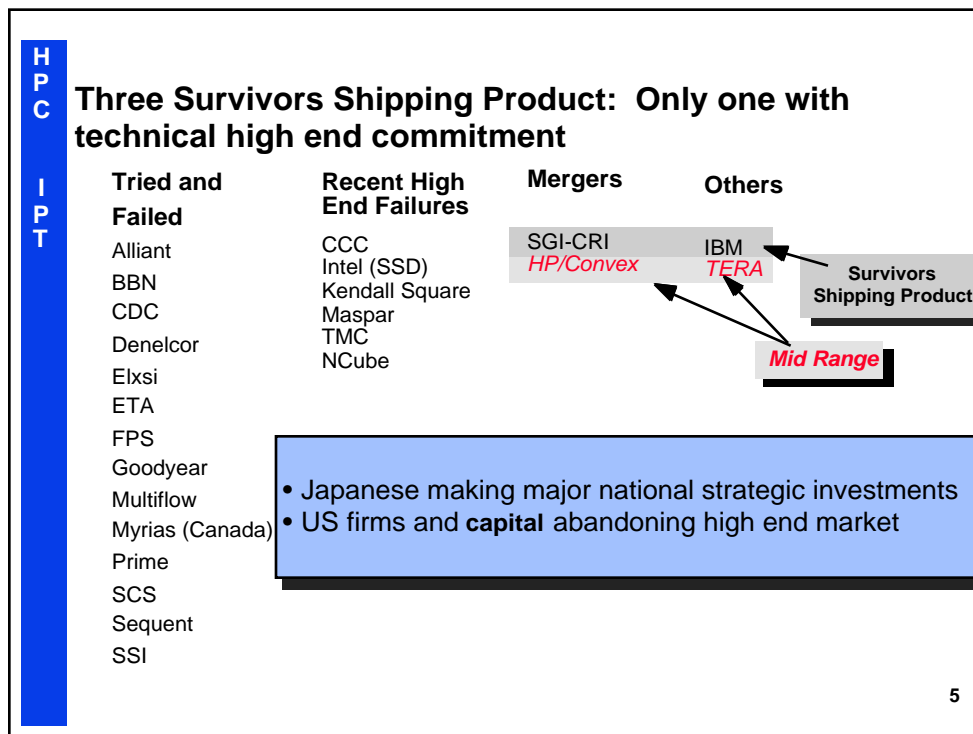 H
P
C
I
P
T
Three Survivors Shipping Product: Only one with
technical high end commitment
Tried and
Failed
Alliant
BBN
CDC
Denelcor
Elxsi
ETA
FPS
Goodyear
Multiflow
Myrias (Canada)
Prime
SCS
Sequent
SSI
Recent High
End Failures
CCC
Intel (SSD)
Kendall Square
Maspar
TMC
NCube
Mergers
SGI-CRI
HP/Convex
Others
IBM
TERA
Survivors
Shipping Product
Mid Range
• Japanese making major national strategic investments
• US firms and capital abandoning high end market
5